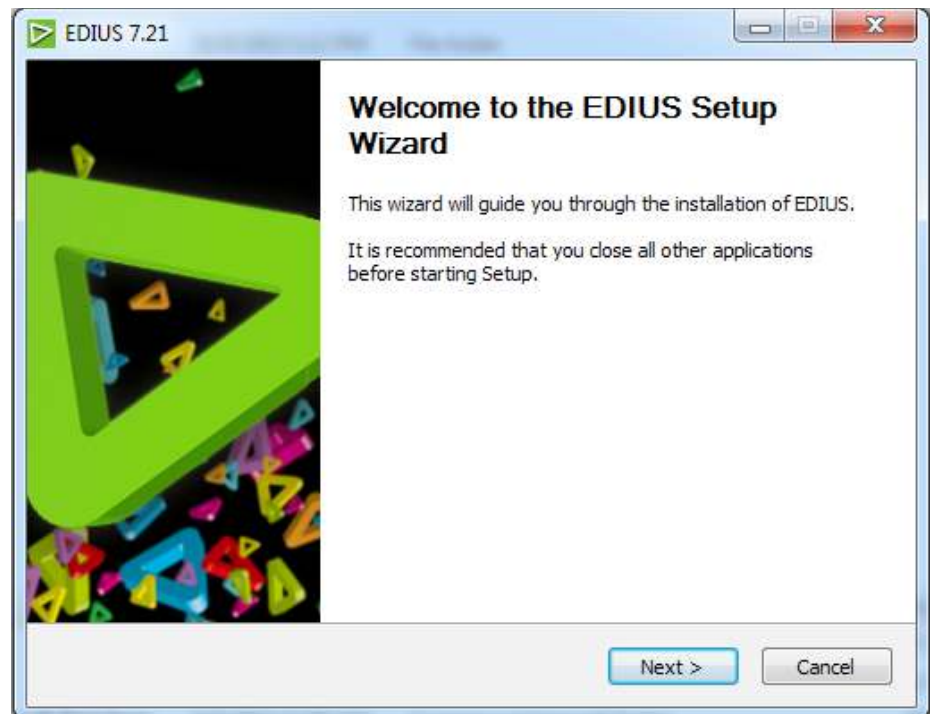 EDIUS 7.21
Welcome to the EDIUS Setup
Wizard
This wizard will guide you through the installation of EDIUS.
It is recommended that you close all other applications
before starting Setup.
Next >
Cancel